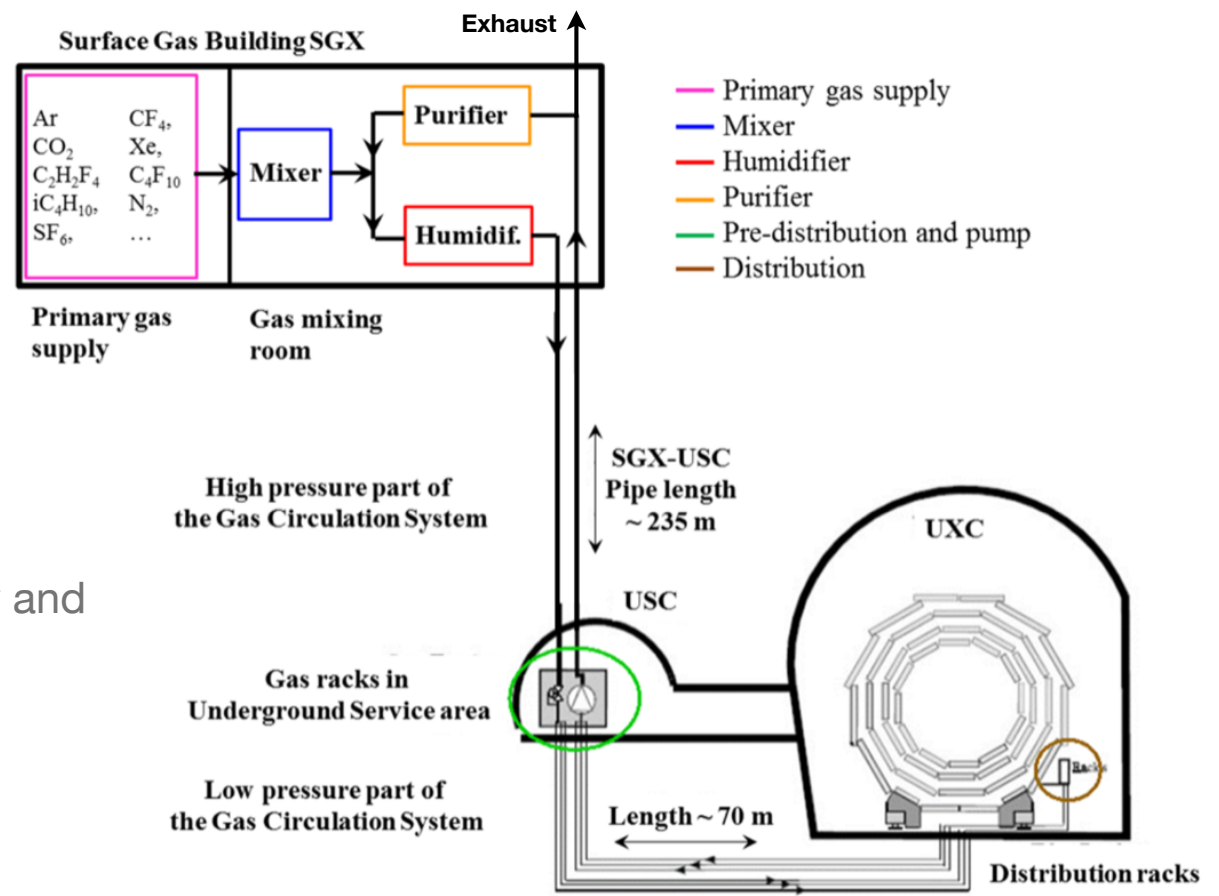 Exhaust
Surface Gas Building SGX
Ar CF₄,
CO₂ Xe,
C₂H₂F₄ C₄F₁₀
iC₄H₁₀, N₂,
SF₆, ...
Mixer
Purifier
Humidif.
Primary gas supply
Mixer
Humidifier
Purifier
Pre-distribution and pump
Distribution
Primary gas
supply
Gas mixing
room
High pressure part of
the Gas Circulation System
SGX-USC
Pipe length
~ 235 m
UXC
and
USC
Gas racks in
Underground Service area
Racks
Low pressure part of
the Gas Circulation System
Length ~ 70 m
Distribution racks